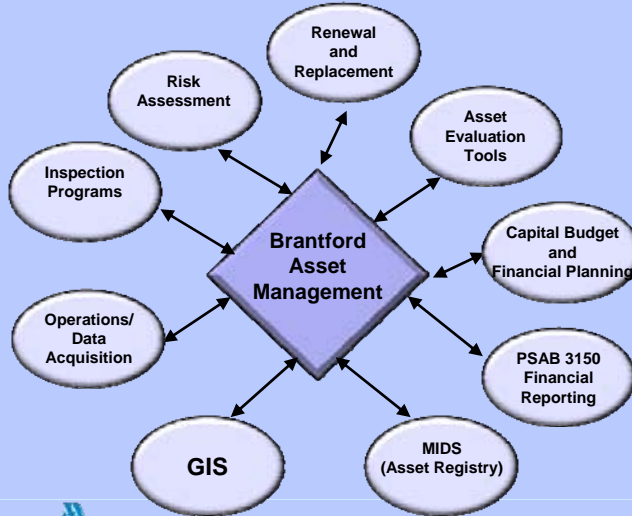 Renewal
and
Replacement
Risk
Assessment
Asset
Evaluation
Tools
Inspection
Programs
Brantford
Asset
Management
Capital Budget
and
Financial Planning
Operations/
Data
Acquisition
PSAB 3150
Financial
Reporting
GIS
MIDS
(Asset Registry)